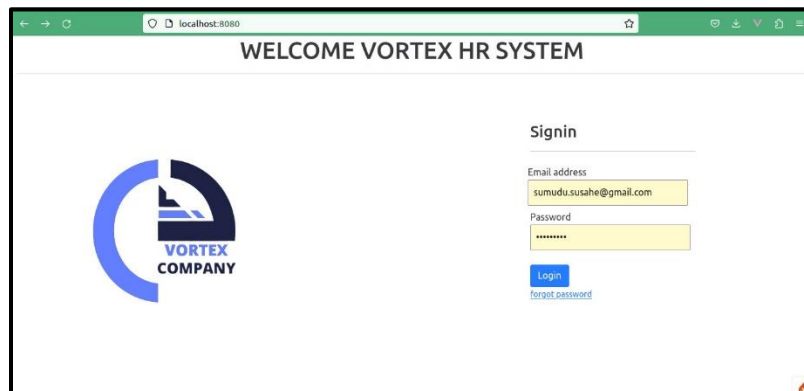 localhost:8080
WELCOME VORTEX HR SYSTEM
Signin
Email address
sumudu.susahe@gmail.com
Password
•••••••••
Login
forgot password
VORTEX
COMPANY